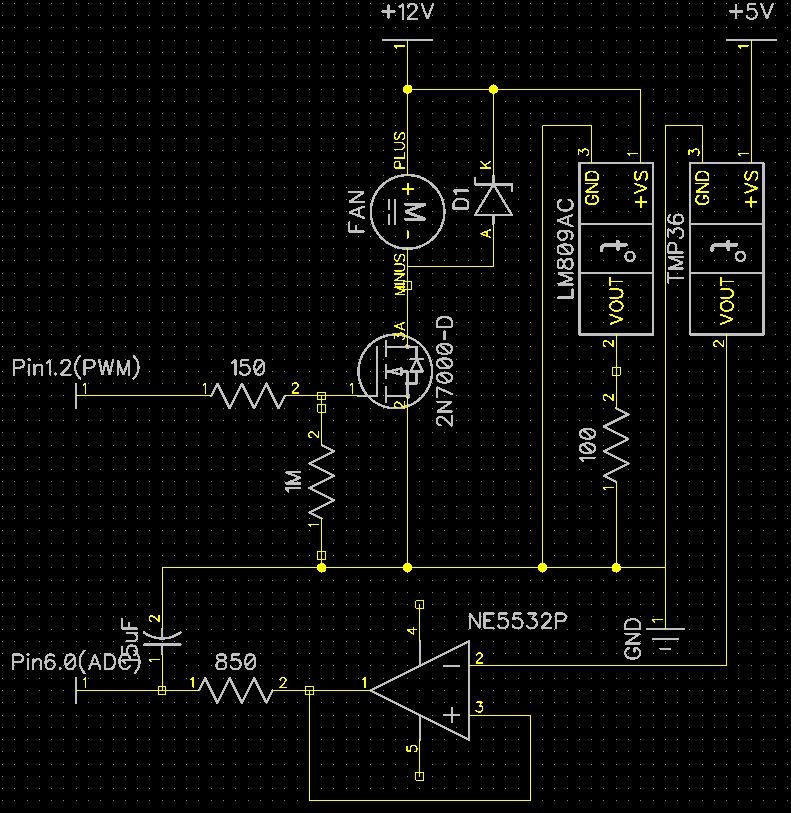 +12V
+5V
1
1
PLUS
K
3
1
3
1
GND
+VS
GND
+VS
FAN
+
M
-
D1
A
LM809AC
t°
TMP36
t°
MINUS
VOUT
VOUT
3A
2N7000-D
2
2
Pin1.2(PWM)
1
150
1
2
1
2
2
2
1M
100
1
1
2
15uF
1
4
NE5532P
GND
1
Pin6.0(ADC)
1
850
1
2
1
2
3
5